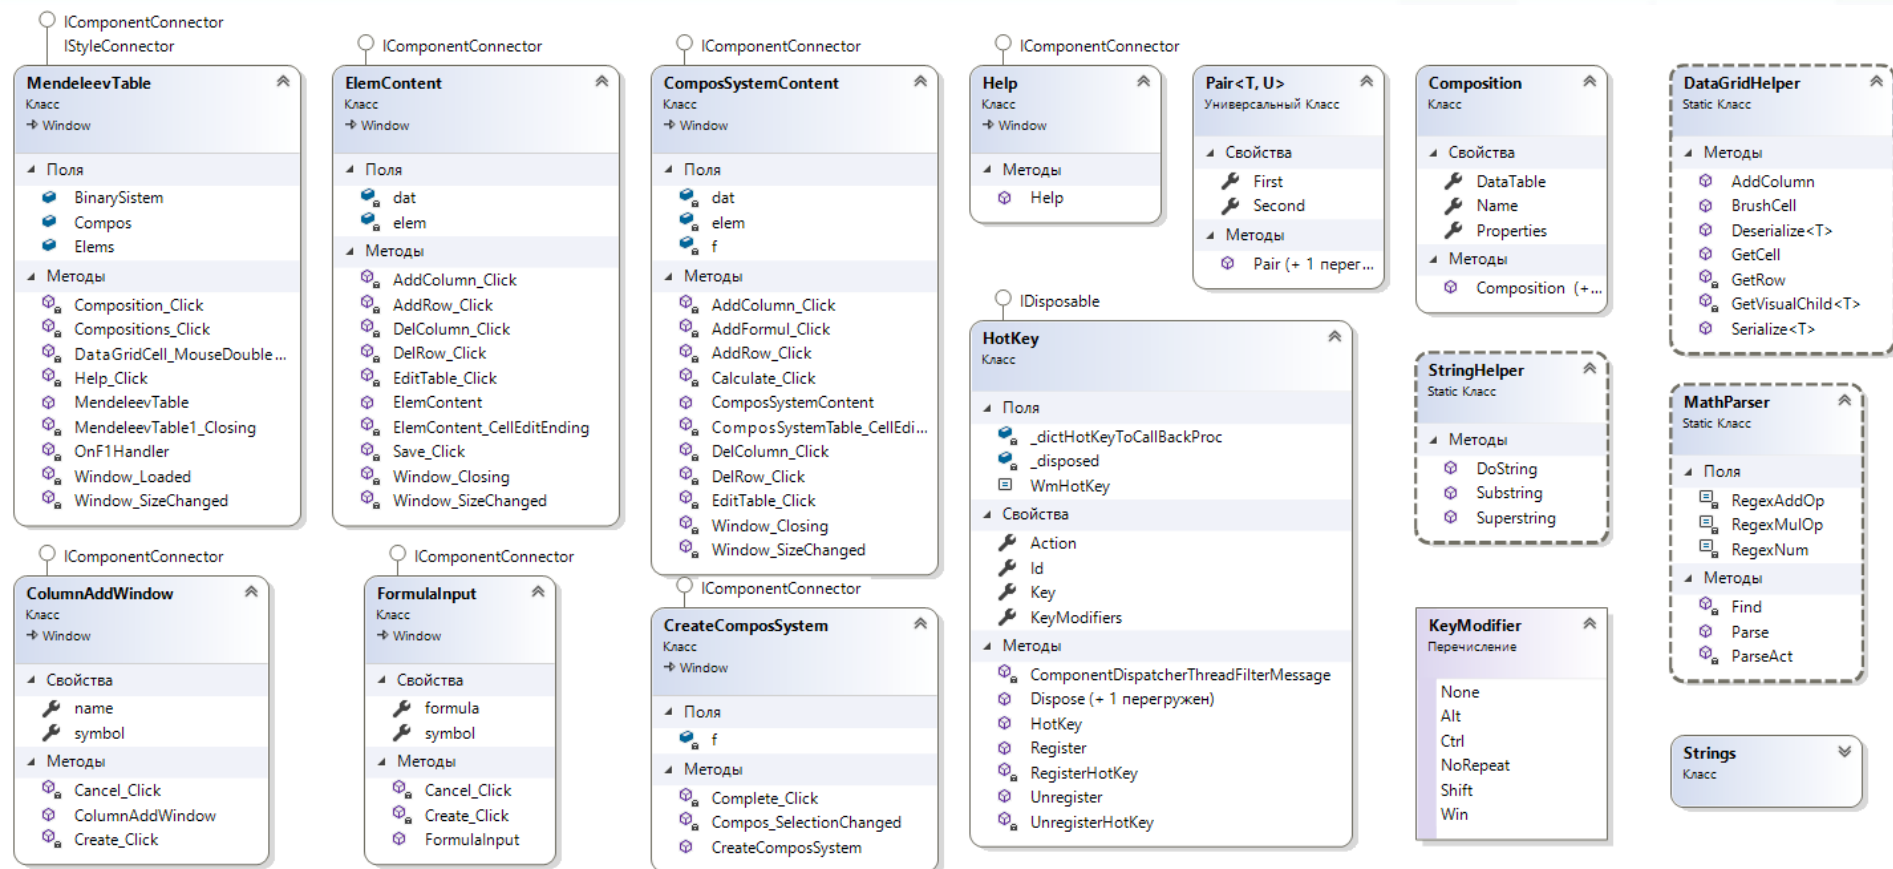 IComponentConnector
IStyleConnector
MendeleevTable
Класс
Window
Поля
BinarySistem
Compos
Elems
Методы
Composition_Click
Compositions_Click
DataGridCell_MouseDouble...
Help_Click
MendeleevTable
MendeleevTable1_Closing
OnF1Handler
Window_Loaded
Window_SizeChanged
IComponentConnector
ElemContent
Класс
Window
Поля
dat
elem
Методы
AddColumn_Click
AddRow_Click
DelColumn_Click
DelRow_Click
EditTable_Click
ElemContent
ElemContent_CellEditEnding
Save_Click
Window_Closing
Window_SizeChanged
IComponentConnector
ComposSystemContent
Класс
Window
Поля
dat
elem
f
Методы
AddColumn_Click
AddFormul_Click
AddRow_Click
Calculate_Click
ComposSystemContent
ComposSystemTable_CellEdi...
DelColumn_Click
DelRow_Click
EditTable_Click
Window_Closing
Window_SizeChanged
IComponentConnector
Help
Класс
Window
Методы
Help
Pair<T, U>
Универсальный Класс
Свойства
First
Second
Методы
Pair (+ 1 перег...
Composition
Класс
Свойства
DataTable
Name
Properties
Методы
Composition (+...
DataGridHelper
Static Класс
Методы
AddColumn
BrushCell
Deserialize<T>
GetCell
GetRow
GetVisualChild<T>
Serialize<T>
IDisposable
HotKey
Класс
Поля
_dictHotKeyToCallBackProc
_disposed
WmHotKey
Свойства
Action
Id
Key
KeyModifiers
Методы
ComponentDispatcherThreadFilterMessage
Dispose (+ 1 перегружен)
HotKey
Register
RegisterHotKey
Unregister
UnregisterHotKey
StringHelper
Static Класс
Методы
DoString
Substring
Superstring
MathParser
Static Класс
Поля
RegexAddOp
RegexMulOp
RegexNum
Методы
Find
Parse
ParseAct
IComponentConnector
ColumnAddWindow
Класс
Window
Свойства
name
symbol
Методы
Cancel_Click
ColumnAddWindow
Create_Click
IComponentConnector
FormulaInput
Класс
Window
Свойства
formula
symbol
Методы
Cancel_Click
Create_Click
FormulaInput
IComponentConnector
CreateComposSystem
Класс
Window
Поля
f
Методы
Complete_Click
Compos_SelectionChanged
CreateComposSystem
KeyModifier
Перечисление
None
Alt
Ctrl
NoRepeat
Shift
Win
Strings
Класс